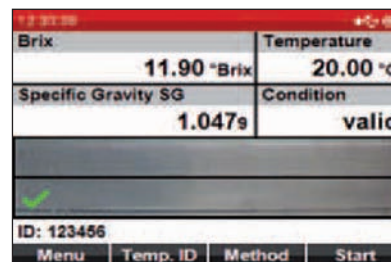 Brix Temperature
11.90 °Brix 20.00 °C
Specific Gravity SG Condition
1.0479 valid
ID: 123456
Menu Temp. ID Method Start